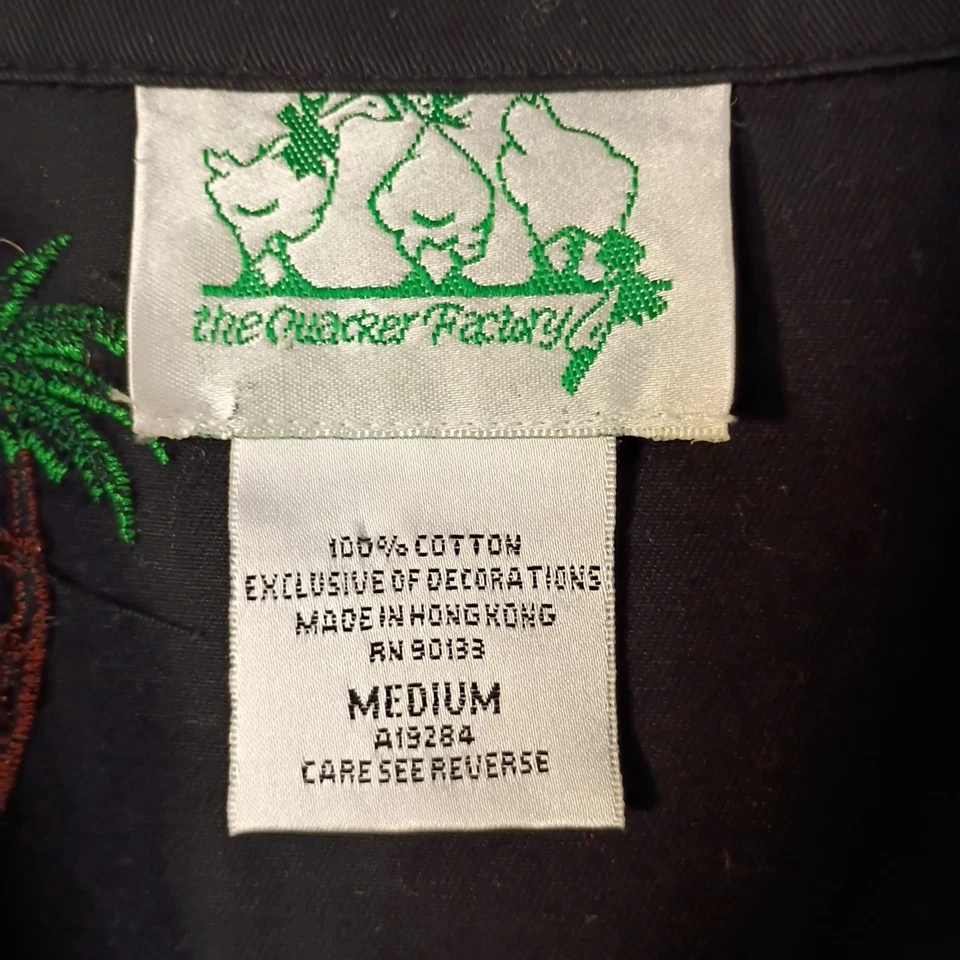 the Quacker Factory
100% COTTON
EXCLUSIVE OF DECORATIONS
MADE IN HONG KONG
RN 90133
MEDIUM
A19284
CARE SEE REVERSE